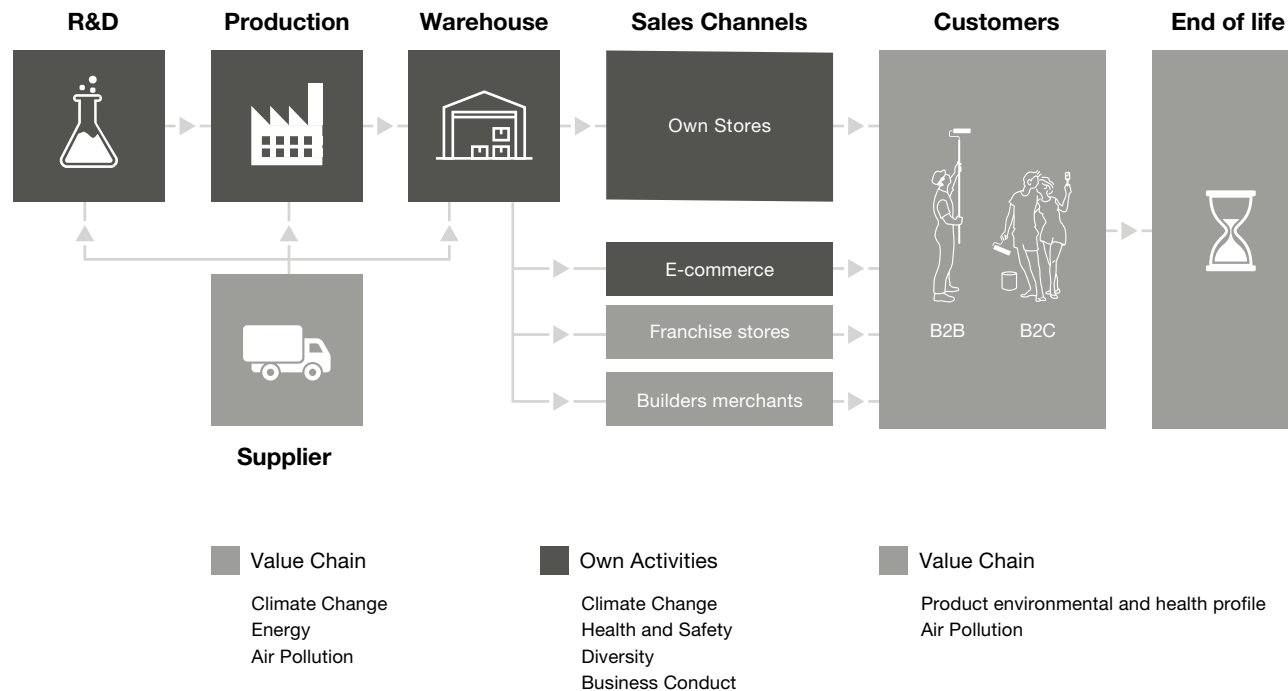 R&D
Production
Warehouse
Sales Channels
Customers
End of life
Own Stores
E-commerce
Franchise stores
Builders merchants
B2B
B2C
Supplier
Value Chain
Climate Change
Energy
Air Pollution
Own Activities
Climate Change
Health and Safety
Diversity
Business Conduct
Value Chain
Product environmental and health profile
Air Pollution